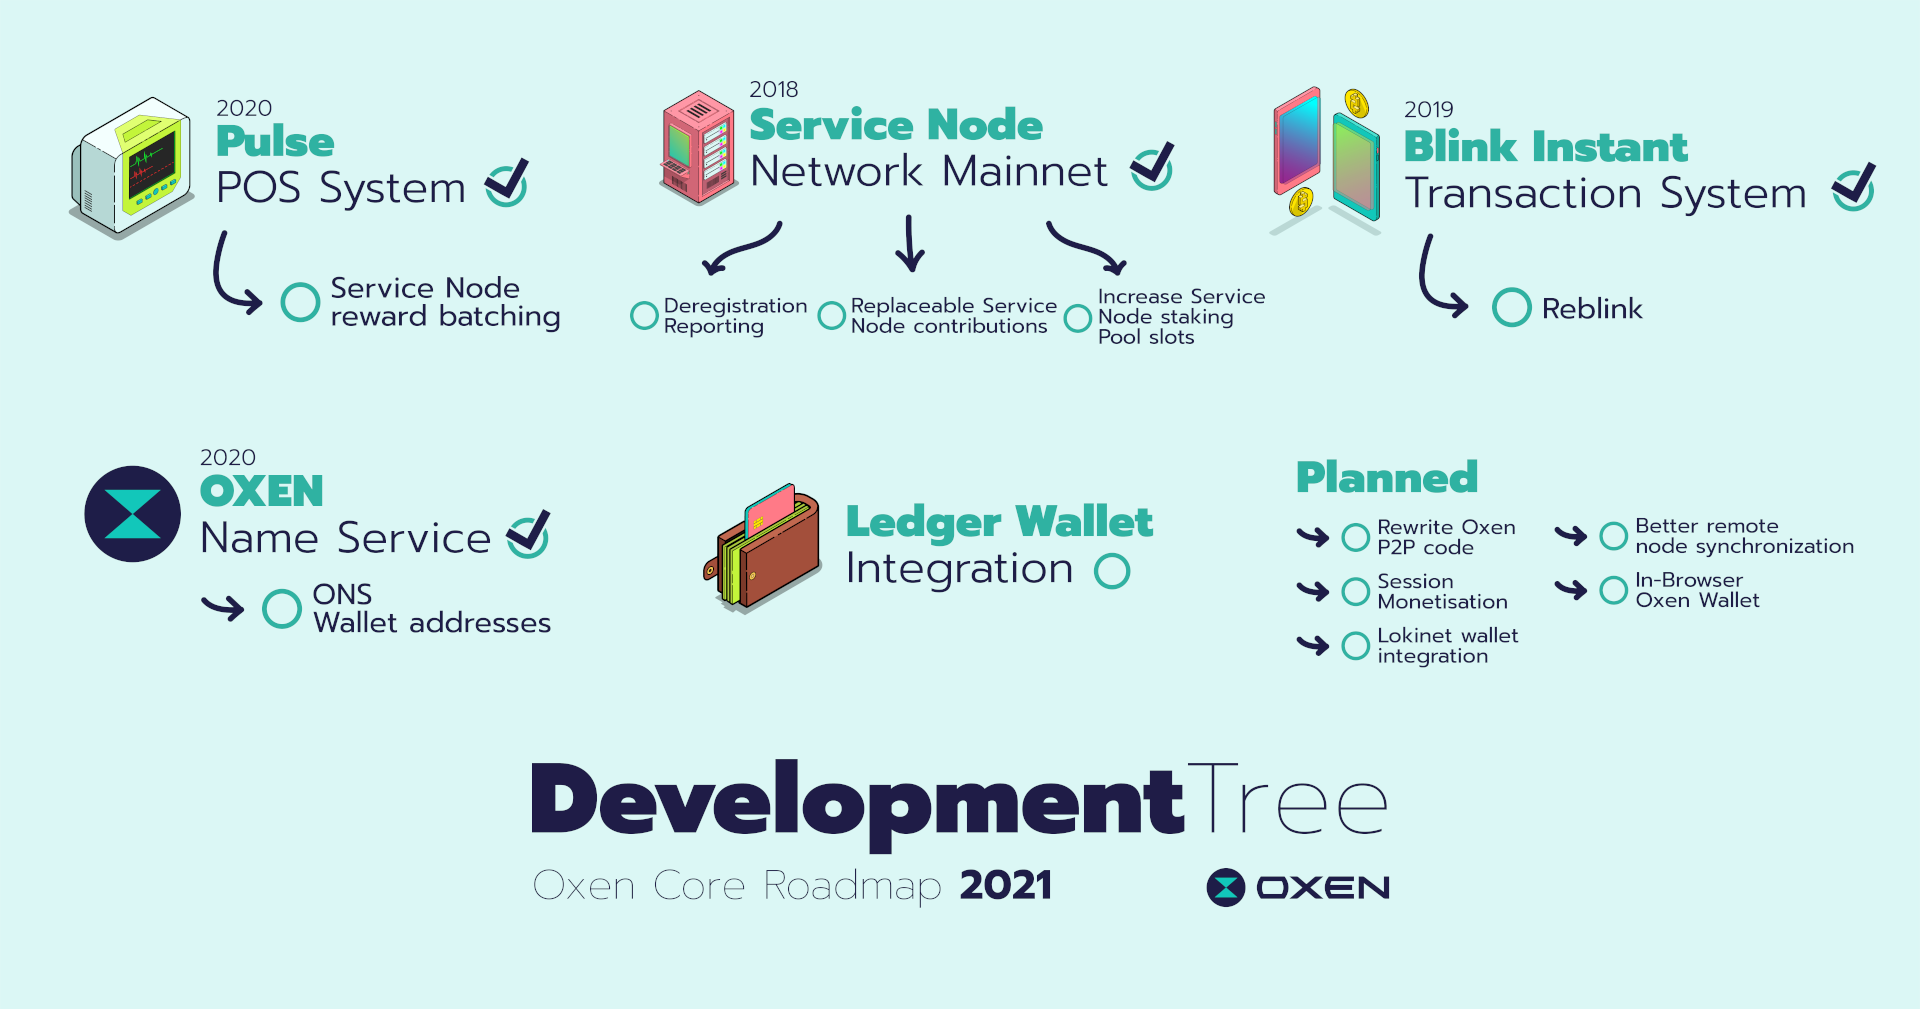 2020
Pulse
POS System
Service Node
reward batching
2018
Service Node
Network Mainnet
Deregistration
Reporting
Replaceable Service
Node contributions
Increase Service
Node staking
Pool slots
2019
Blink Instant
Transaction System
Reblink
2020
OXEN
Name Service
ONS
Wallet addresses
Ledger Wallet
Integration
Planned
Rewrite Oxen
P2P code
Session
Monetisation
Lokinet wallet
integration
Better remote
node synchronization
In-Browser
Oxen Wallet
DevelopmentTree
Oxen Core Roadmap 2021
OXEN